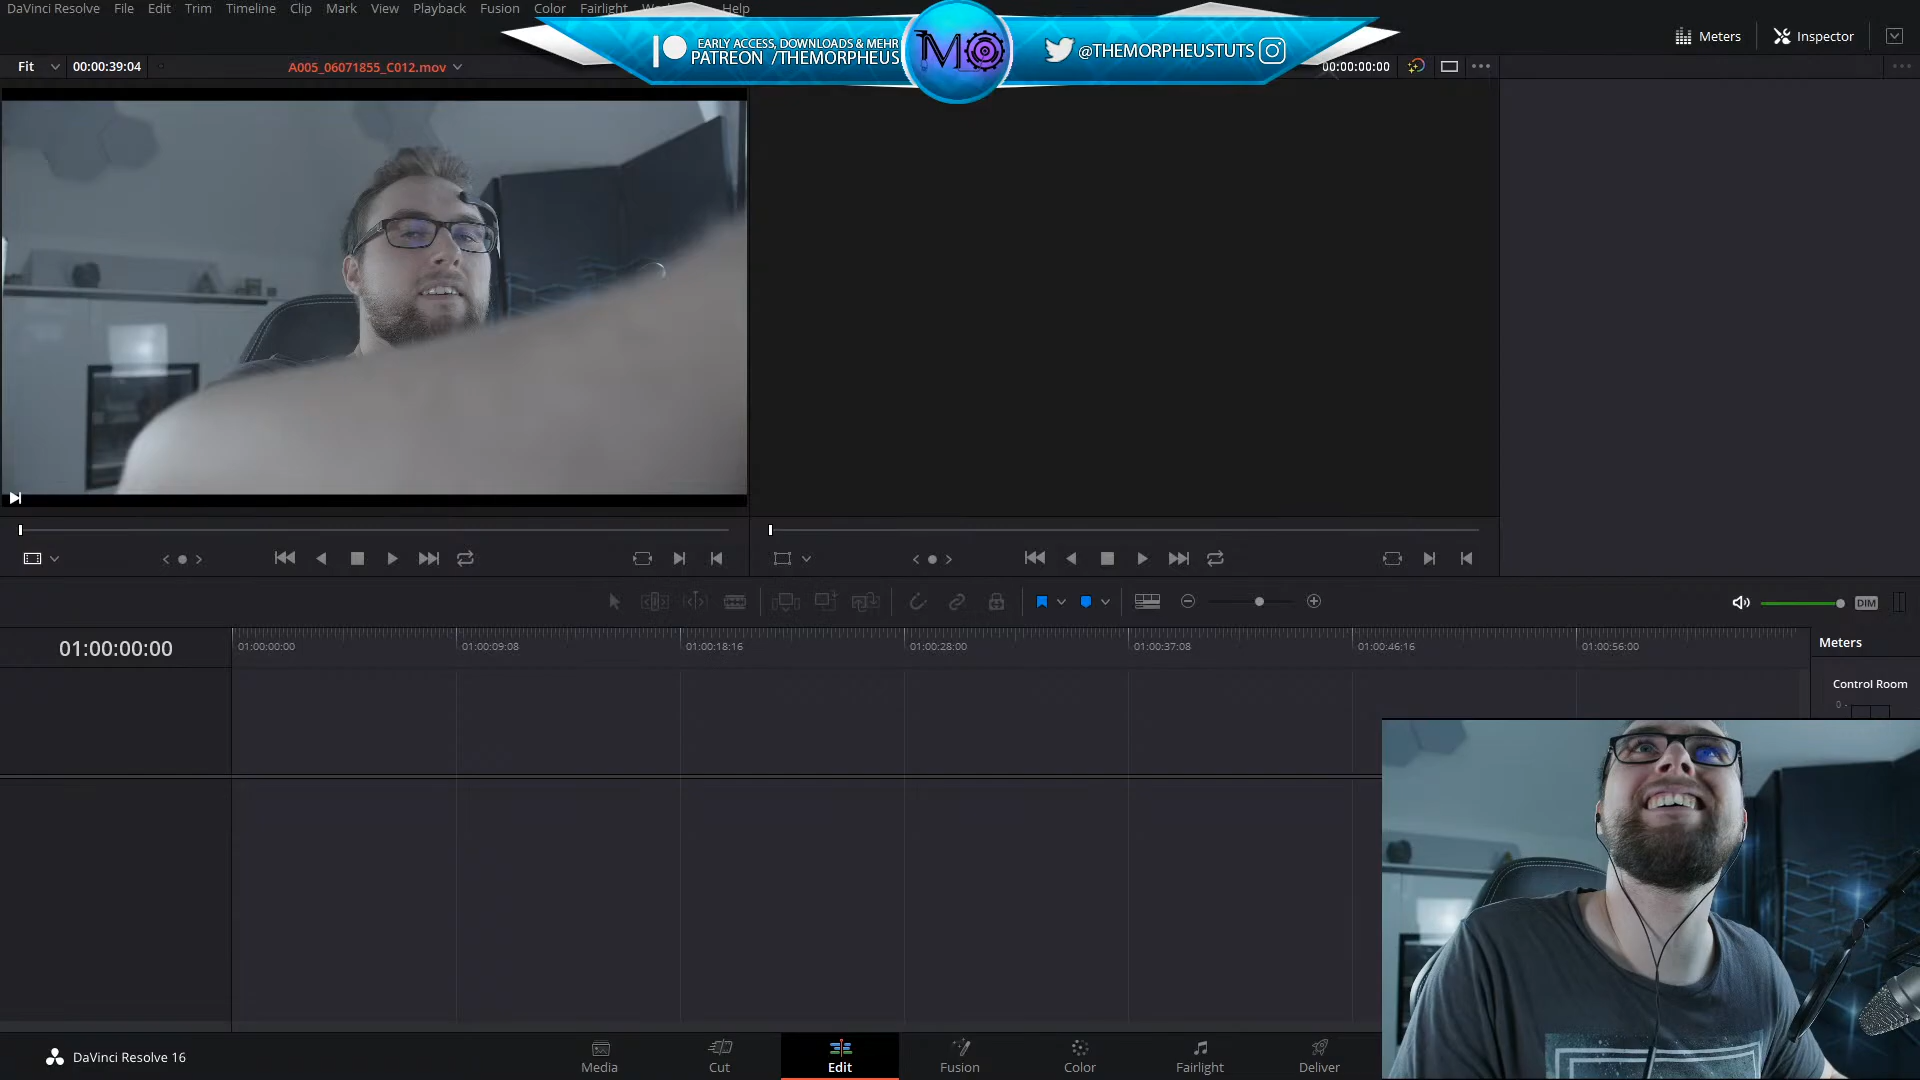 DaVinci Resolve File Edit Trim Timeline Clip Mark View Playback Fusion Color Fairlight Help
EARLY ACCESS, DOWNLOADS & MEHR
PATREON /THEMORPHEUS
MO
@THEMORPHEUSTUTS
Meters
Inspector
Fit
00:00:39:04
A005_06071855_C012.mov
00:00:00:00
DIM
01:00:00:00
01:00:00:00
01:00:09:08
01:00:18:16
01:00:28:00
01:00:37:08
01:00:46:16
01:00:56:00
Meters
Control Room
0
DaVinci Resolve 16
Media
Cut
Edit
Fusion
Color
Fairlight
Deliver